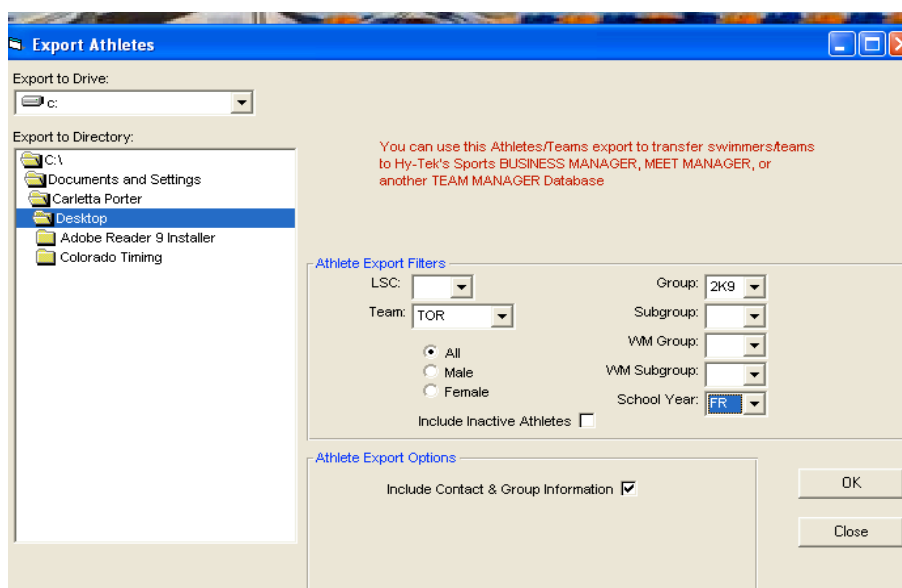 Export Athletes
Export to Drive:
c:
Export to Directory:
C:\
Documents and Settings
Carletta Porter
Desktop
Adobe Reader 9 Installer
Colorado Timimg
You can use this Athletes/Teams export to transfer swimmers/teams
to Hy-Tek's Sports BUSINESS MANAGER, MEET MANAGER, or
another TEAM MANAGER Database
Athlete Export Filters
LSC:
Team: TOR
All
Male
Female
Include Inactive Athletes
Group: 2K9
Subgroup:
WM Group:
WM Subgroup:
School Year: FR
Athlete Export Options
Include Contact & Group Information
OK
Close